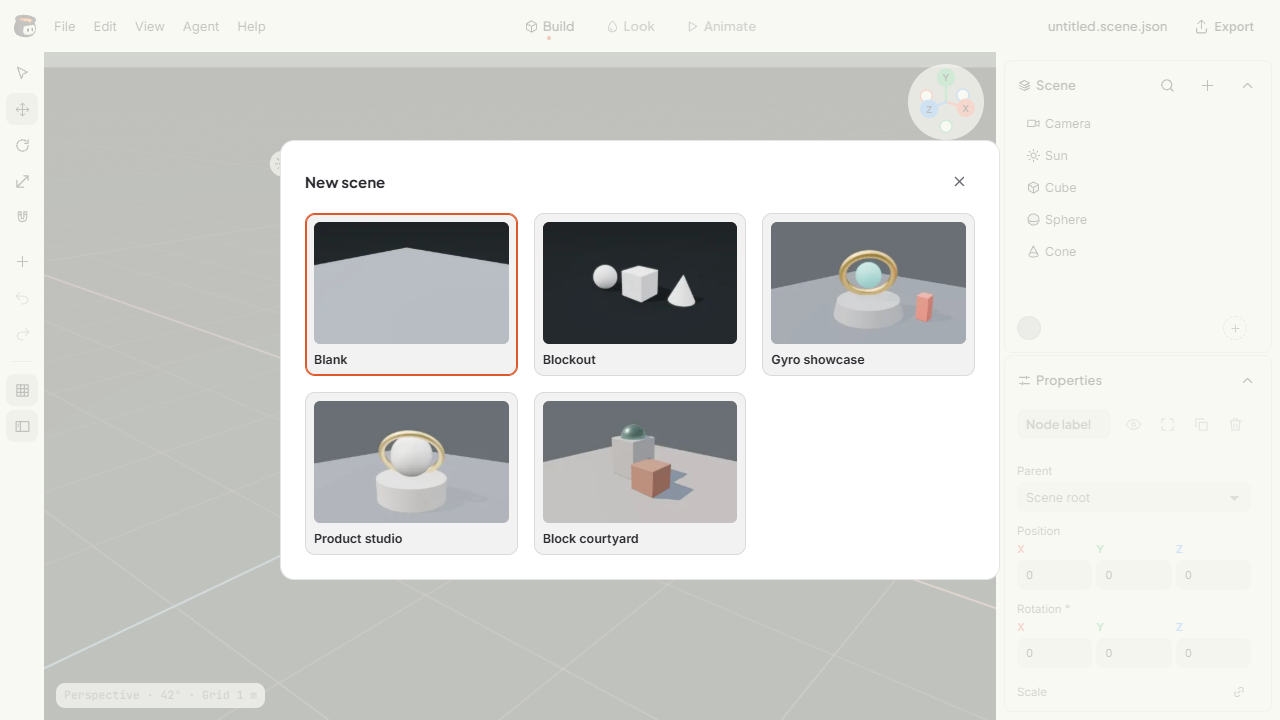 File Edit View Agent Help
Build Look Animate
untitled.scene.json Export
Y
Z X
Scene
Camera
Sun
Cube
Sphere
Cone
New scene
Blank Blockout Gyro showcase
Product studio Block courtyard
Properties
Node label
Parent
Scene root
Position
X Y Z
0 0 0
Rotation *
X Y Z
0 0 0
Scale
Perspective · 42° · Grid 1 m